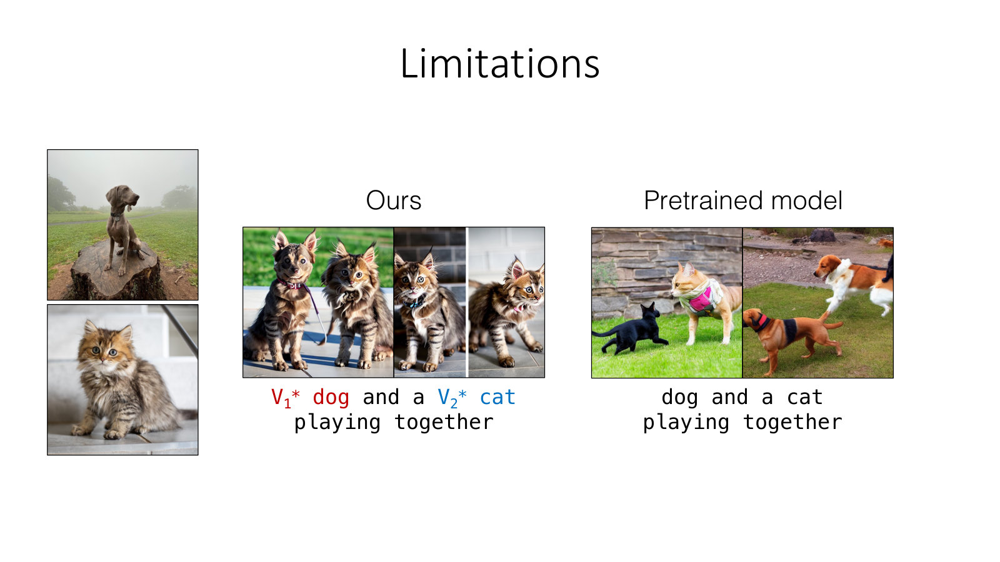 Limitations
Ours
Pretrained model
V₁* dog and a V₂* cat
playing together
dog and a cat
playing together